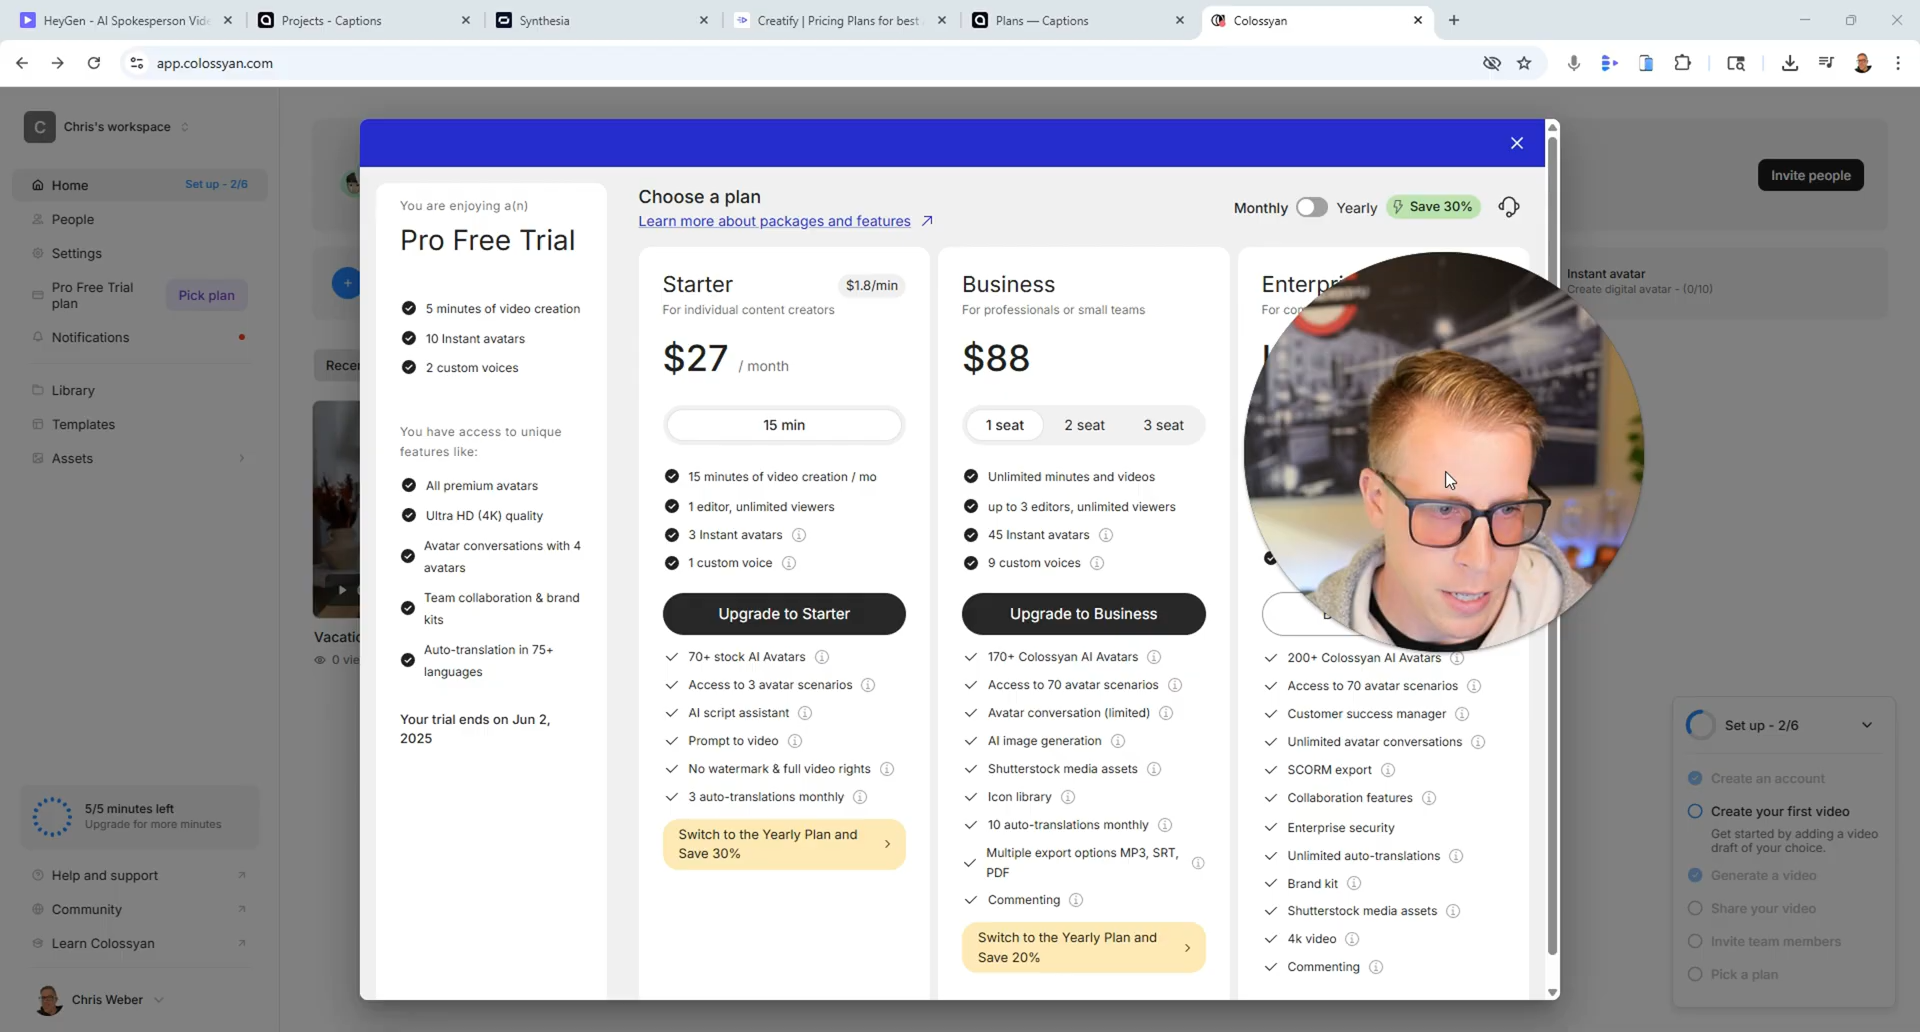 HeyGen - AI Spokesperson Vide
Projects - Captions
Synthesia
Creatify | Pricing Plans for best
Plans — Captions
Colossyan
app.colossyan.com
C
Chris's workspace
Home
Set up - 2/6
People
Settings
Pro Free Trial
plan
Pick plan
Notifications
Library
Templates
Assets
5/5 minutes left
Upgrade for more minutes
Help and support
Community
Learn Colossyan
Chris Weber
You are enjoying a(n)
Pro Free Trial
5 minutes of video creation
10 Instant avatars
2 custom voices
You have access to unique
features like:
All premium avatars
Ultra HD (4K) quality
Avatar conversations with 4
avatars
Team collaboration & brand
kits
Auto-translation in 75+
languages
Your trial ends on Jun 2,
2025
Choose a plan
Learn more about packages and features
Monthly
Yearly
Save 30%
Starter
$1.8/min
For individual content creators
$27 / month
15 min
15 minutes of video creation / mo
1 editor, unlimited viewers
3 Instant avatars
1 custom voice
Upgrade to Starter
70+ stock AI Avatars
Access to 3 avatar scenarios
AI script assistant
Prompt to video
No watermark & full video rights
3 auto-translations monthly
Switch to the Yearly Plan and
Save 30%
Business
For professionals or small teams
$88
1 seat
2 seat
3 seat
Unlimited minutes and videos
up to 3 editors, unlimited viewers
45 Instant avatars
9 custom voices
Upgrade to Business
170+ Colossyan AI Avatars
Access to 70 avatar scenarios
Avatar conversation (limited)
AI image generation
Shutterstock media assets
Icon library
10 auto-translations monthly
Multiple export options MP3, SRT,
PDF
Commenting
Switch to the Yearly Plan and
Save 20%
Enterpri
For com
200+ Colossyan AI Avatars
Access to 70 avatar scenarios
Customer success manager
Unlimited avatar conversations
SCORM export
Collaboration features
Enterprise security
Unlimited auto-translations
Brand kit
Shutterstock media assets
4k video
Commenting
Recen
Vacatio
0 vie
Invite people
Instant avatar
Create digital avatar - (0/10)
Set up - 2/6
Create an account
Create your first video
Get started by adding a video
draft of your choice.
Generate a video
Share your video
Invite team members
Pick a plan